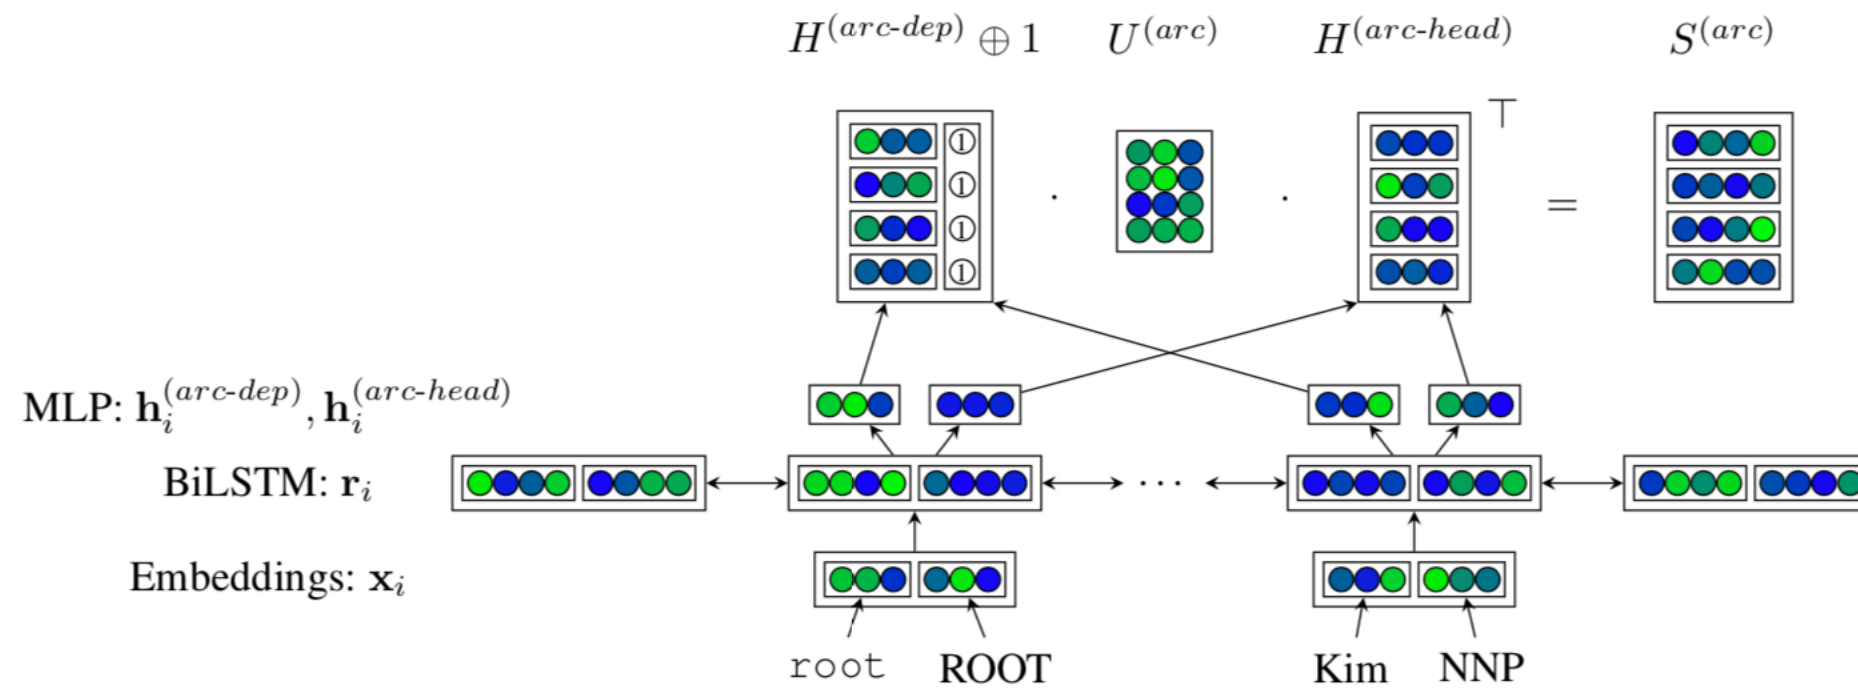 H^(arc-dep) ⊕ 1 U^(arc) H^(arc-head) S^(arc)
⊤
1
1
1
1
· · =
MLP: h_i^(arc-dep), h_i^(arc-head)
BiLSTM: r_i
...
Embeddings: x_i
root ROOT Kim NNP